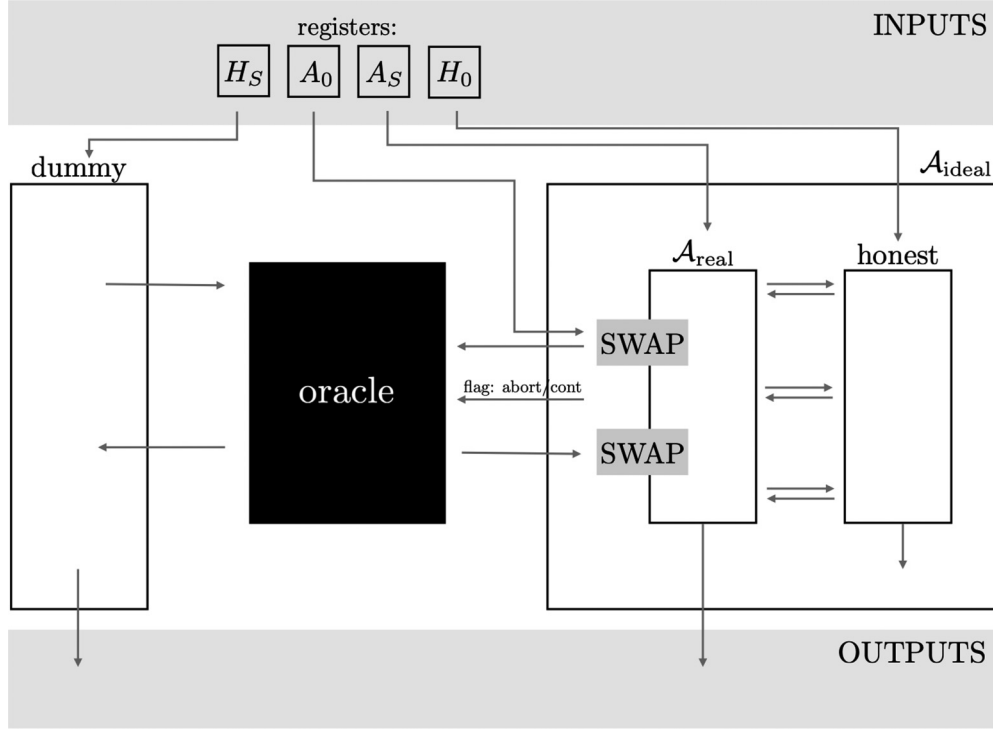 INPUTS
registers:
H_S A_0 A_S H_0
dummy
𝒜_ideal
𝒜_real
honest
SWAP
oracle
flag: abort/cont
SWAP
OUTPUTS